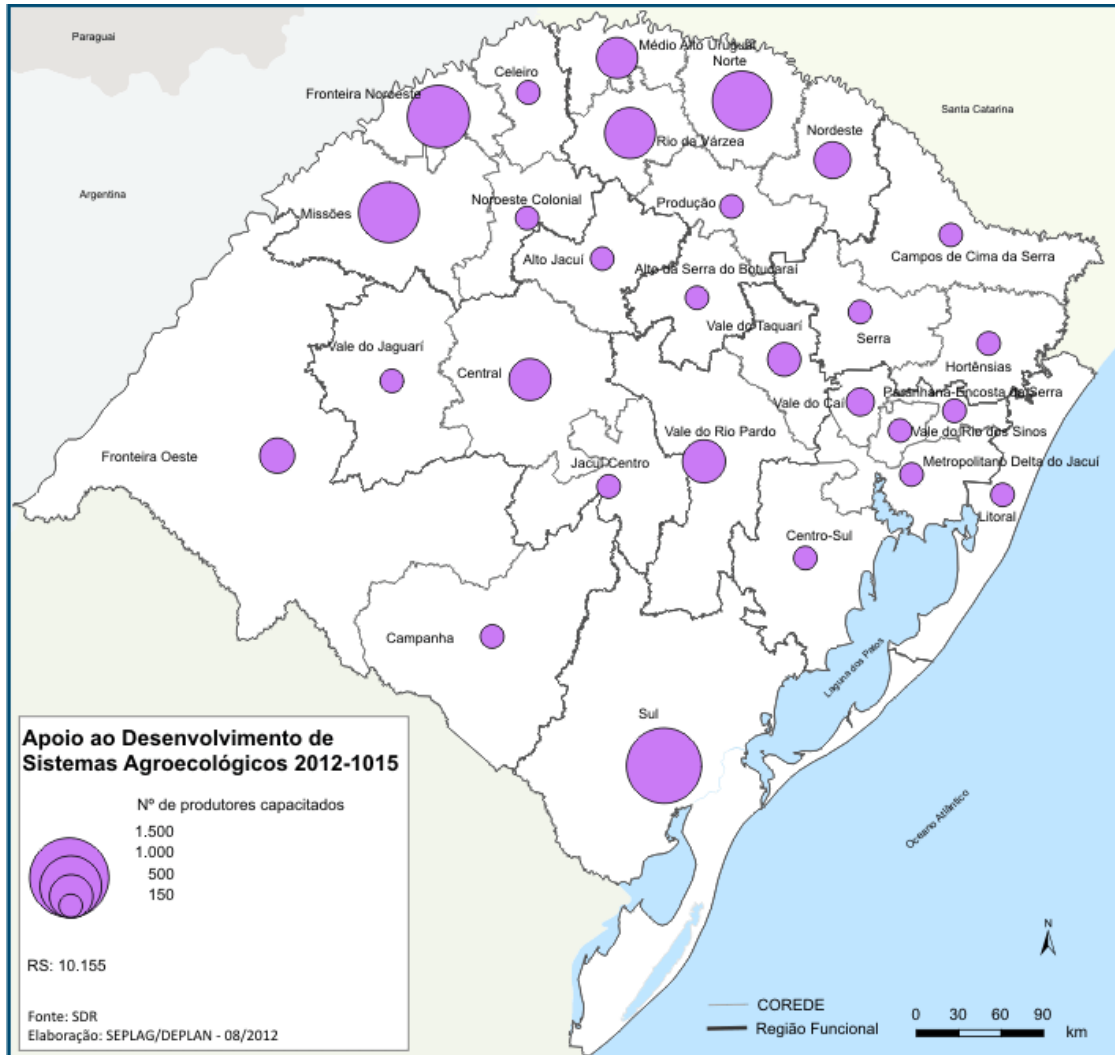 Paraguai
Médio Alto Uruguai
Norte
Celeiro
Fronteira Noroeste
Santa Catarina
Nordeste
Rio da Várzea
Argentina
Noroeste Colonial
Produção
Missões
Alto Jacuí
Alto da Serra do Botucaraí
Campos de Cima da Serra
Vale do Taquarí
Serra
Vale do Jaguarí
Hortênsias
Central
Paranhana-Encosta da Serra
Vale do Caí
Vale do Rio dos Sinos
Vale do Rio Pardo
Fronteira Oeste
Jacuí Centro
Metropolitano Delta do Jacuí
Litoral
Centro-Sul
Campanha
Laguna dos Patos
Sul
Oceano Atlântico
Apoio ao Desenvolvimento de
Sistemas Agroecológicos 2012-1015
Nº de produtores capacitados
1.500
1.000
500
150
RS: 10.155
Fonte: SDR
Elaboração: SEPLAG/DEPLAN - 08/2012
N
COREDE
Região Funcional
0 30 60 90
km